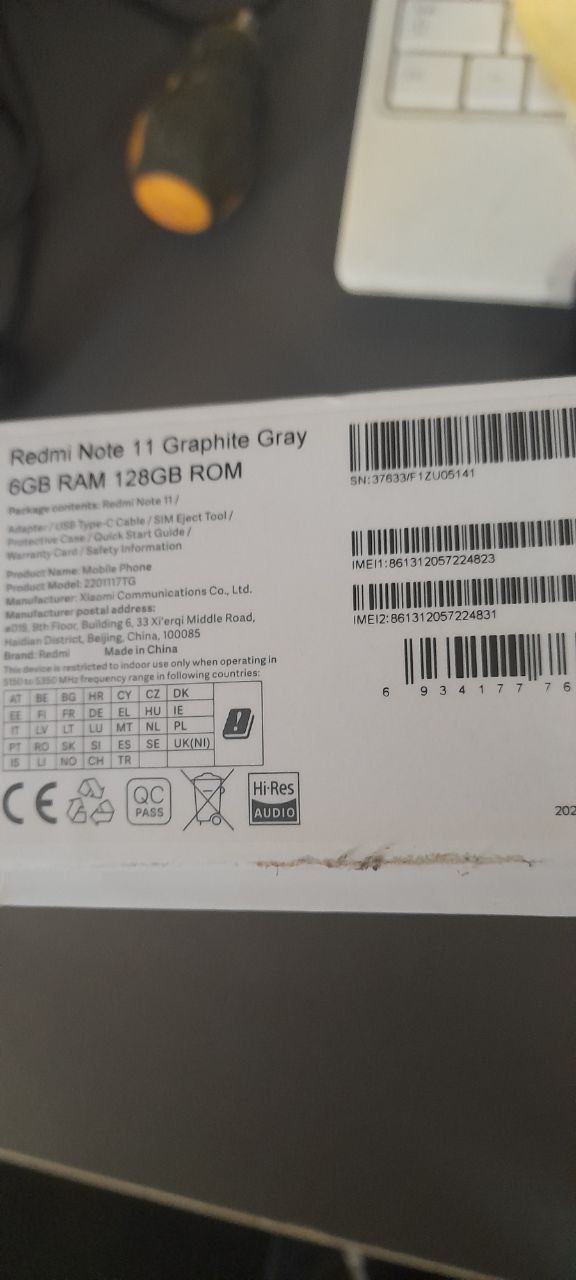 Redmi Note 11 Graphite Gray
6GB RAM 128GB ROM
Package contents: Redmi Note 11 /
Adapter / USB Type-C Cable / SIM Eject Tool /
Protective Case / Quick Start Guide /
Warranty Card / Safety Information
Product Name: Mobile Phone
Product Model: 2201117TG
Manufacturer: Xiaomi Communications Co., Ltd.
Manufacturer postal address:
#019, 9th Floor, Building 6, 33 Xi'erqi Middle Road,
Haidian District, Beijing, China, 100085
Brand: Redmi Made in China
This device is restricted to indoor use only when operating in
5150 to 5350 MHz frequency range in following countries:
AT BE BG HR CY CZ DK
EE FI FR DE EL HU IE
IT LV LT LU MT NL PL
PT RO SK SI ES SE UK(NI)
IS LI NO CH TR
CE
QC
PASS
Hi-Res
AUDIO
SN:37633/F1ZU05141
IMEI1:861312057224823
IMEI2:861312057224831
6 934177 76
202